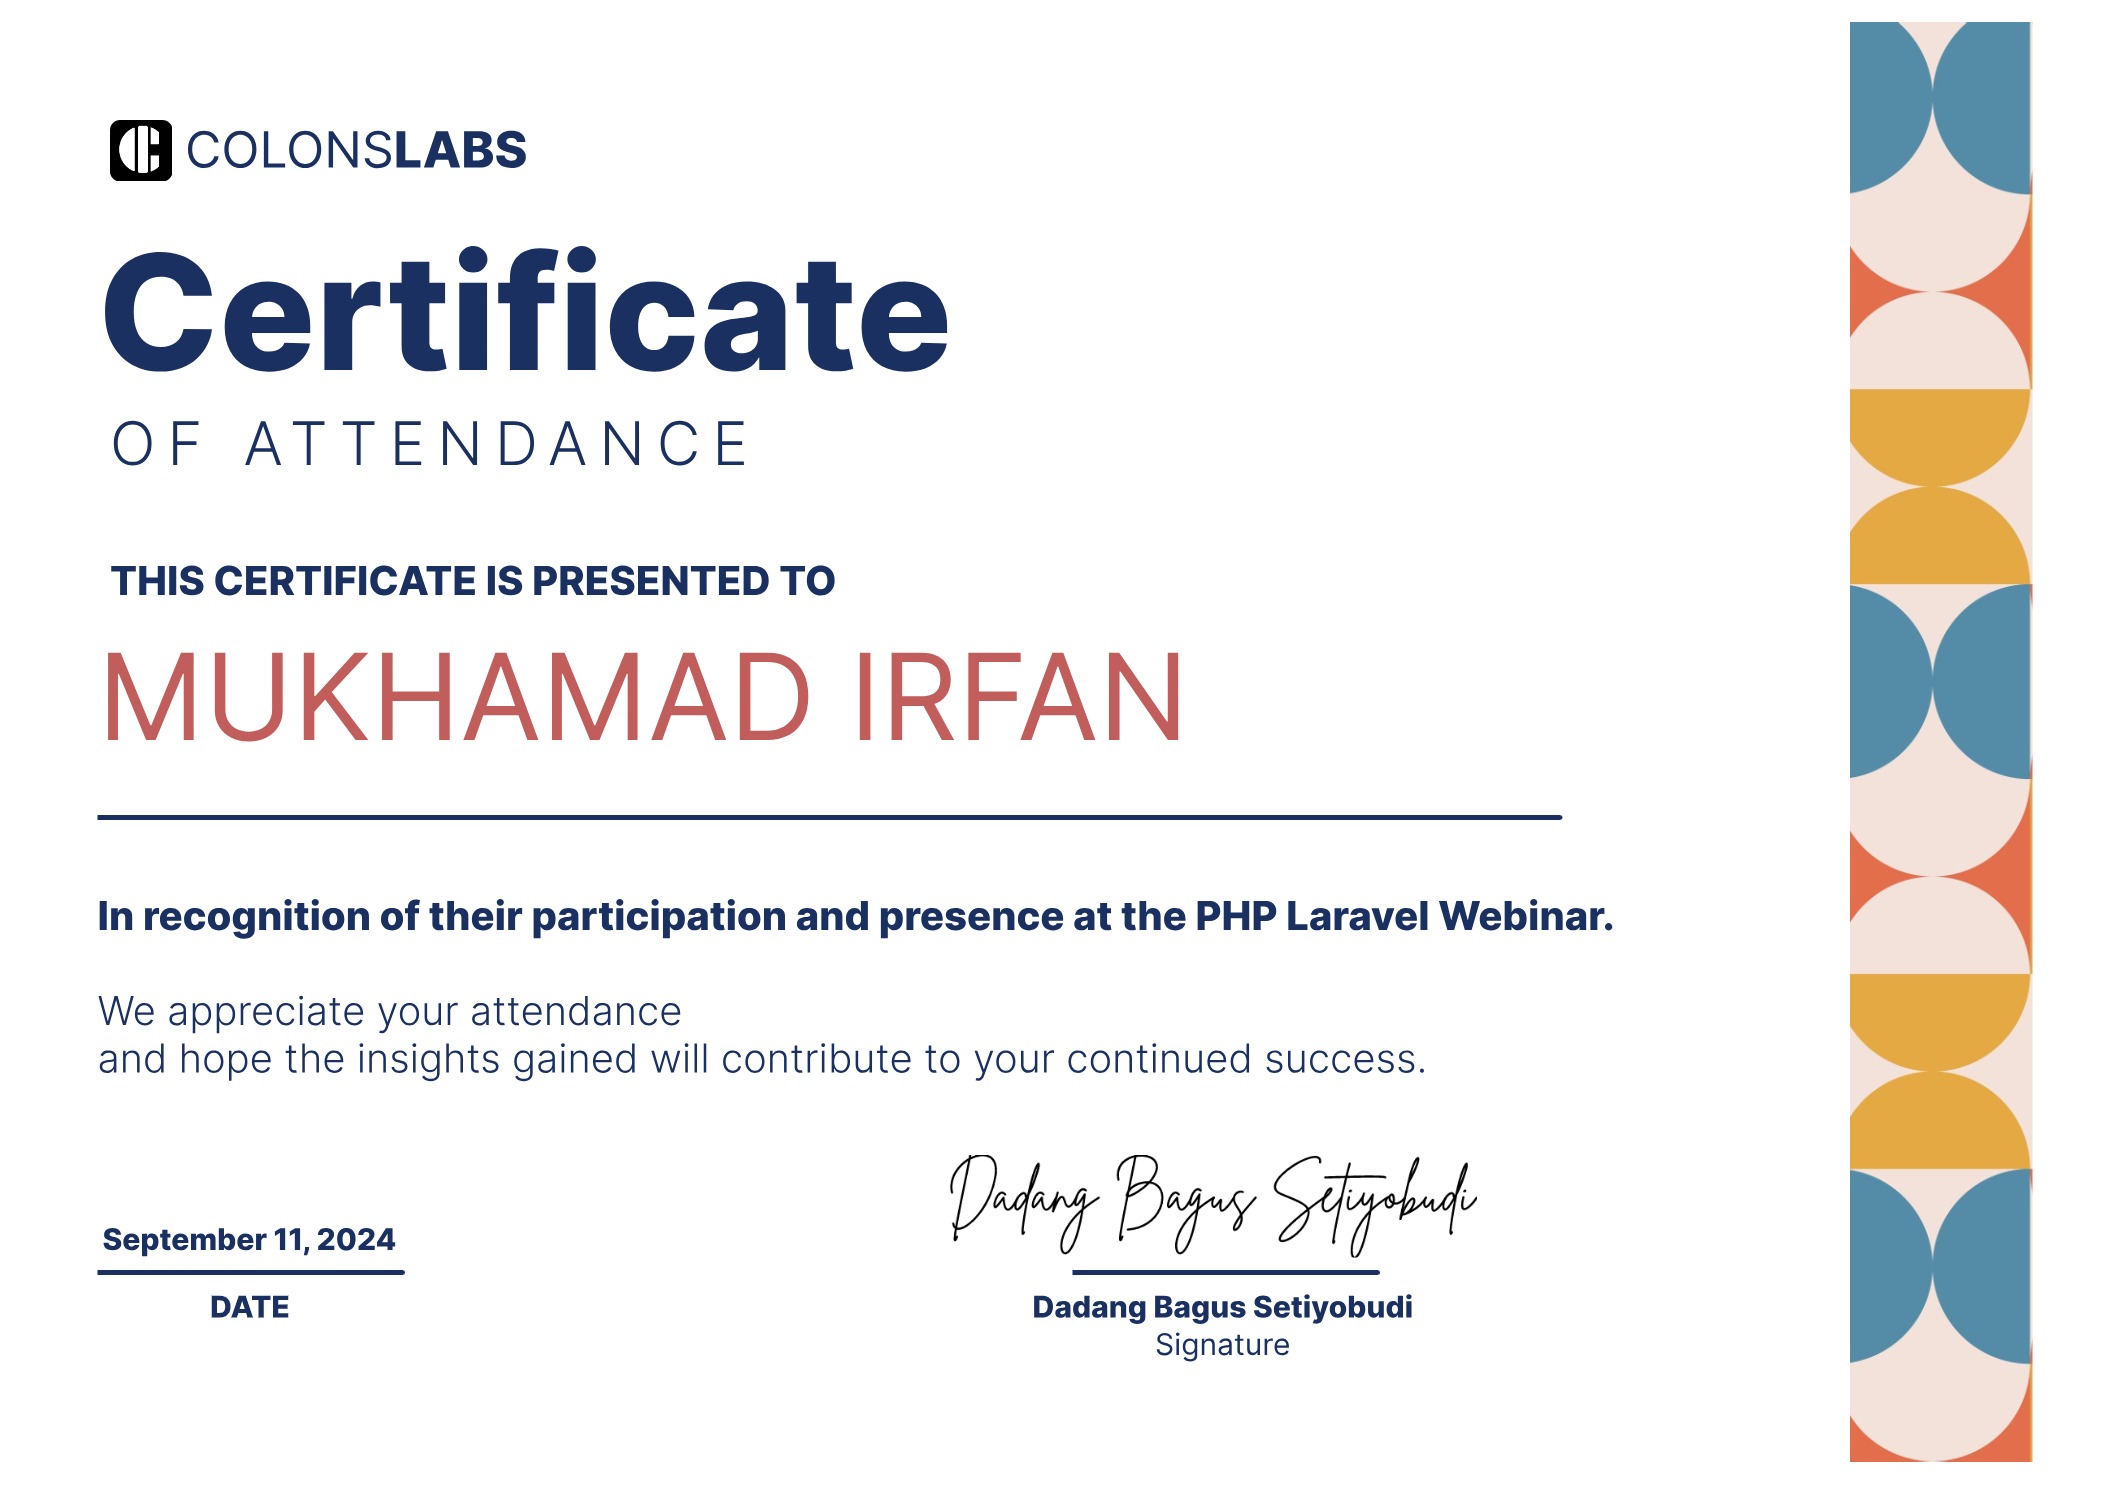 COLONSLABS
Certificate
OF ATTENDANCE
THIS CERTIFICATE IS PRESENTED TO
MUKHAMAD IRFAN
In recognition of their participation and presence at the PHP Laravel Webinar.
We appreciate your attendance
and hope the insights gained will contribute to your continued success.
Dadang Bagus Setiyobudi
September 11, 2024
DATE
Dadang Bagus Setiyobudi
Signature